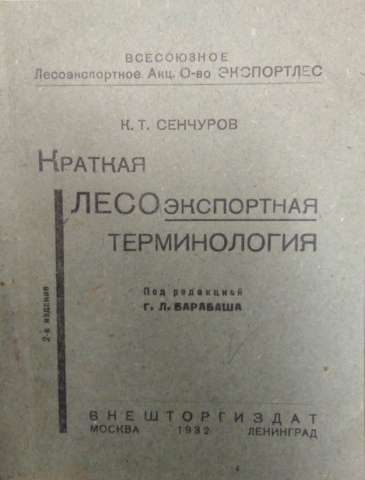 ВСЕСОЮЗНОЕ
Лесоэкспортное Акц. О-во ЭКСПОРТЛЕС
К. Т. СЕНЧУРОВ
КРАТКАЯ
ЛЕСОЭКСПОРТНАЯ
ТЕРМИНОЛОГИЯ
Под редакцией
Г. Л. БАРАБАША
2-е издание
ВНЕШТОРГИЗДАТ
МОСКВА 1932 ЛЕНИНГРАД